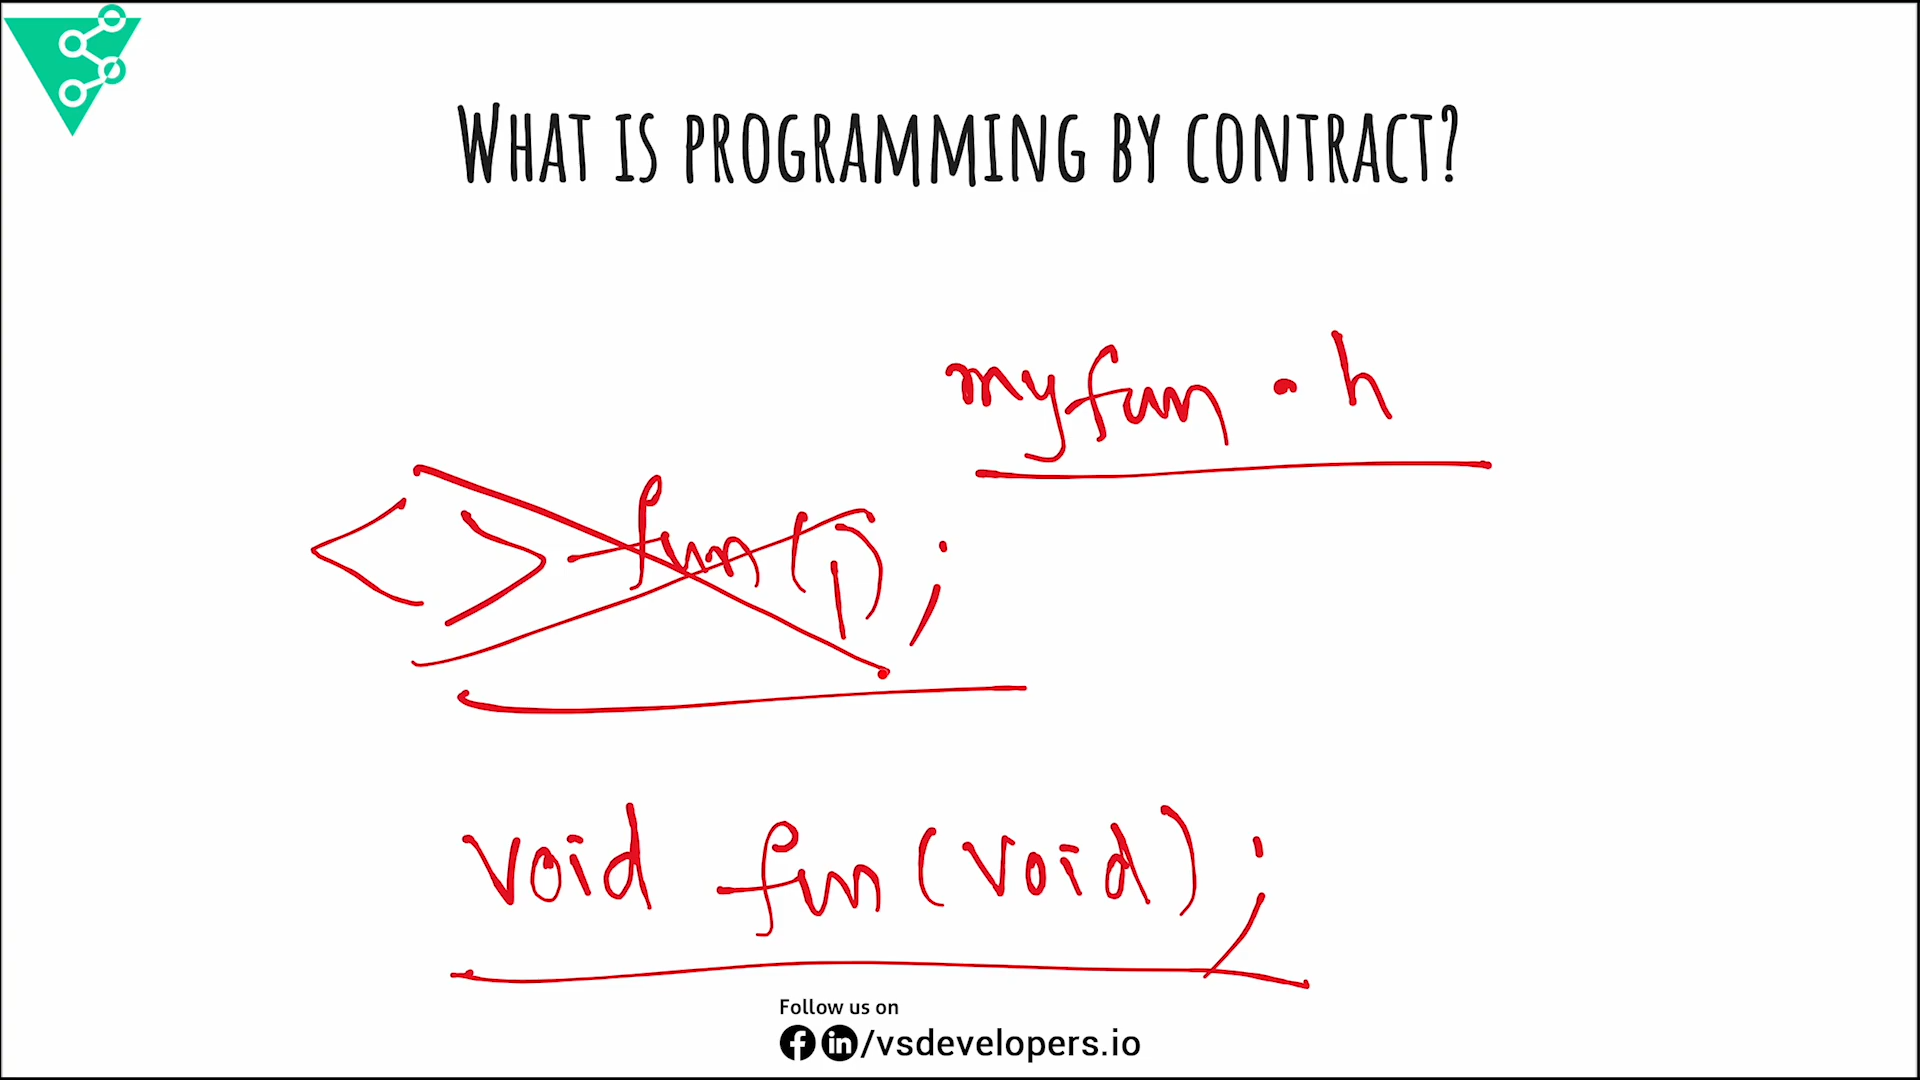 WHAT IS PROGRAMMING BY CONTRACT?
myfun.h
< > fun();
void fun(void);
Follow us on
/vsdevelopers.io